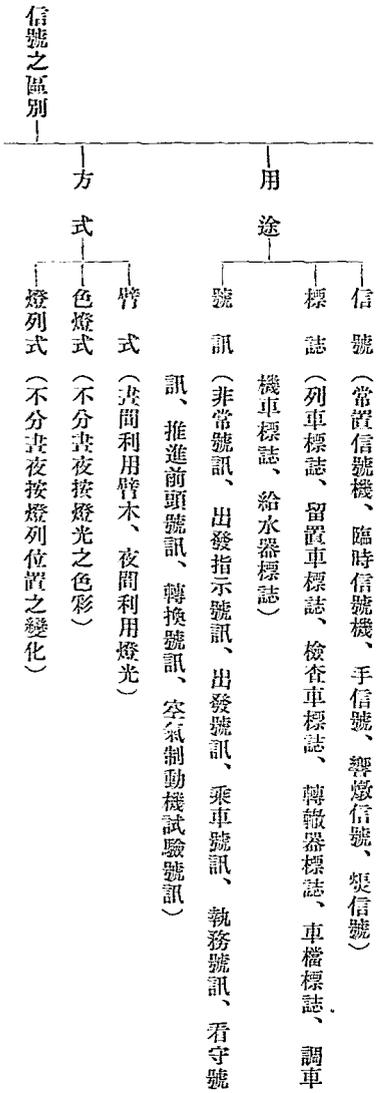 信號之區別
用途
信號（常置信號機、臨時信號機、手信號、響燉信號、煲信號）
標誌（列車標誌、留置車標誌、檢查車標誌、轉轍器標誌、車檔標誌、調車
機車標誌、給水器標誌）
號訊（非常號訊、出發指示號訊、出發號訊、乘車號訊、執務號訊、看守號
訊、推進前頭號訊、轉換號訊、空氣制動機試驗號訊）
方式
臂式（晝間利用臂木、夜間利用燈光）
色燈式（不分晝夜按燈光之色彩）
燈列式（不分晝夜按燈列位置之變化）